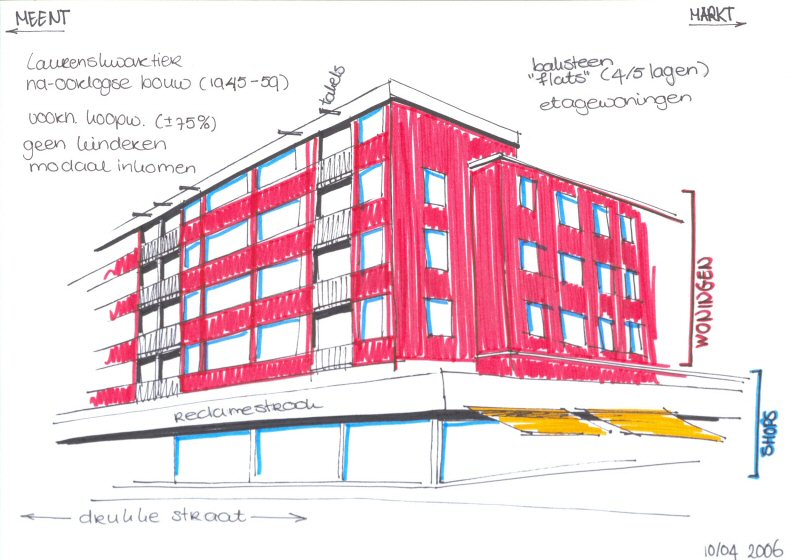 MEENT
MARKT
Laurenskwartier
na-oorlogse bouw (1945-59)
voorn. koopw. (±75%)
geen kinderen
modaal inkomen
takels
baksteen
"flats" (4/5 lagen)
etagewoningen
WONINGEN
reclamestrook
SHOPS
drukke straat
10/04 2006